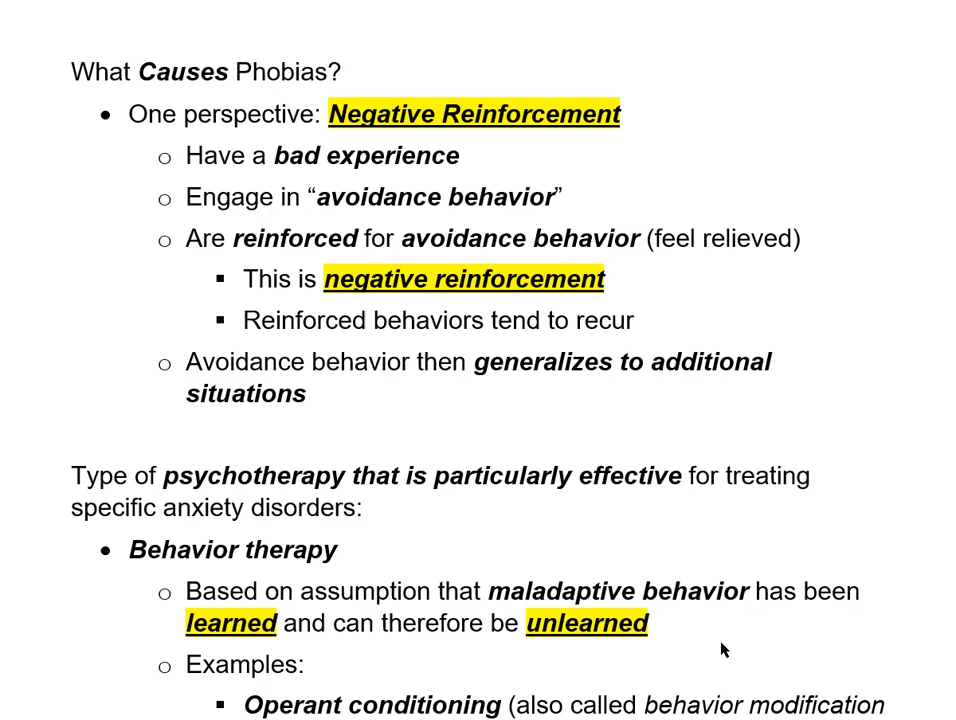 What Causes Phobias?
• One perspective: Negative Reinforcement
o Have a bad experience
o Engage in “avoidance behavior”
o Are reinforced for avoidance behavior (feel relieved)
▪ This is negative reinforcement
▪ Reinforced behaviors tend to recur
o Avoidance behavior then generalizes to additional
situations
Type of psychotherapy that is particularly effective for treating
specific anxiety disorders:
• Behavior therapy
o Based on assumption that maladaptive behavior has been
learned and can therefore be unlearned
o Examples:
▪ Operant conditioning (also called behavior modification